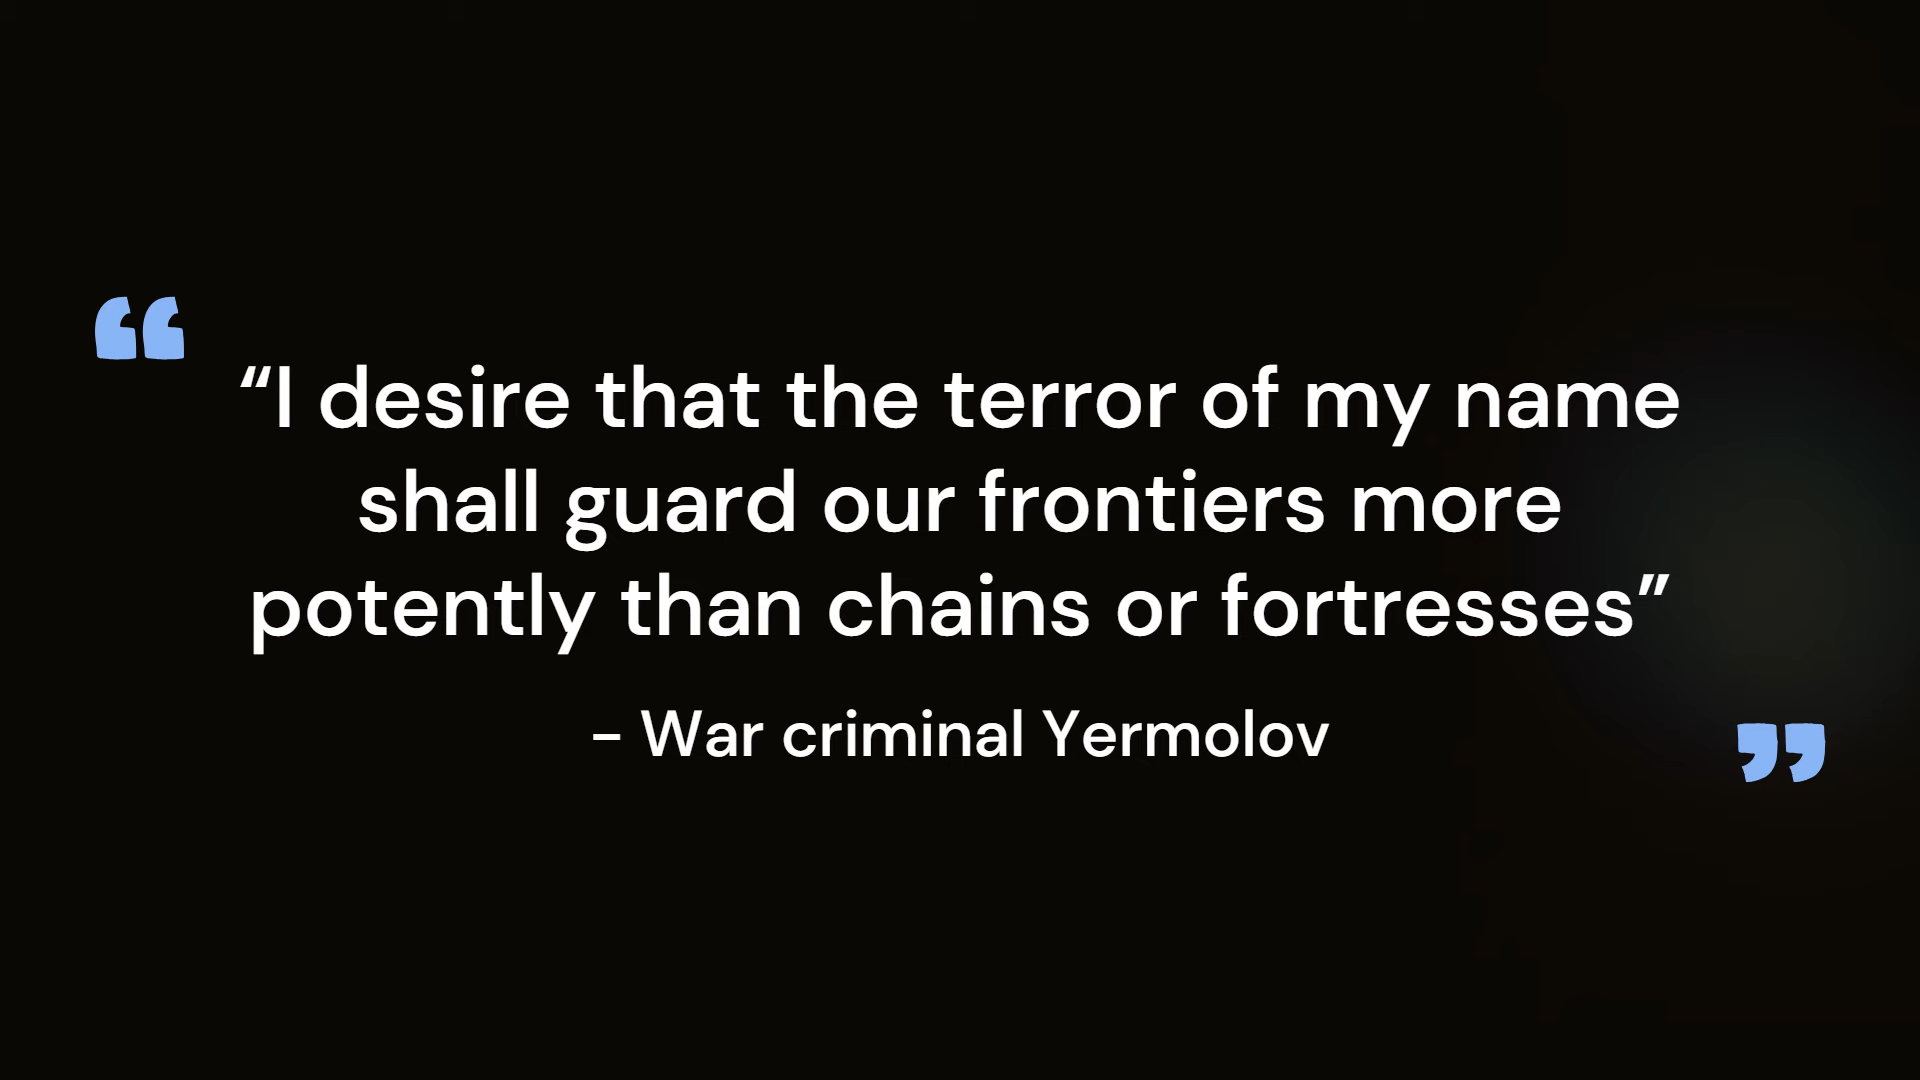 “
“I desire that the terror of my name
shall guard our frontiers more
potently than chains or fortresses”
- War criminal Yermolov
”